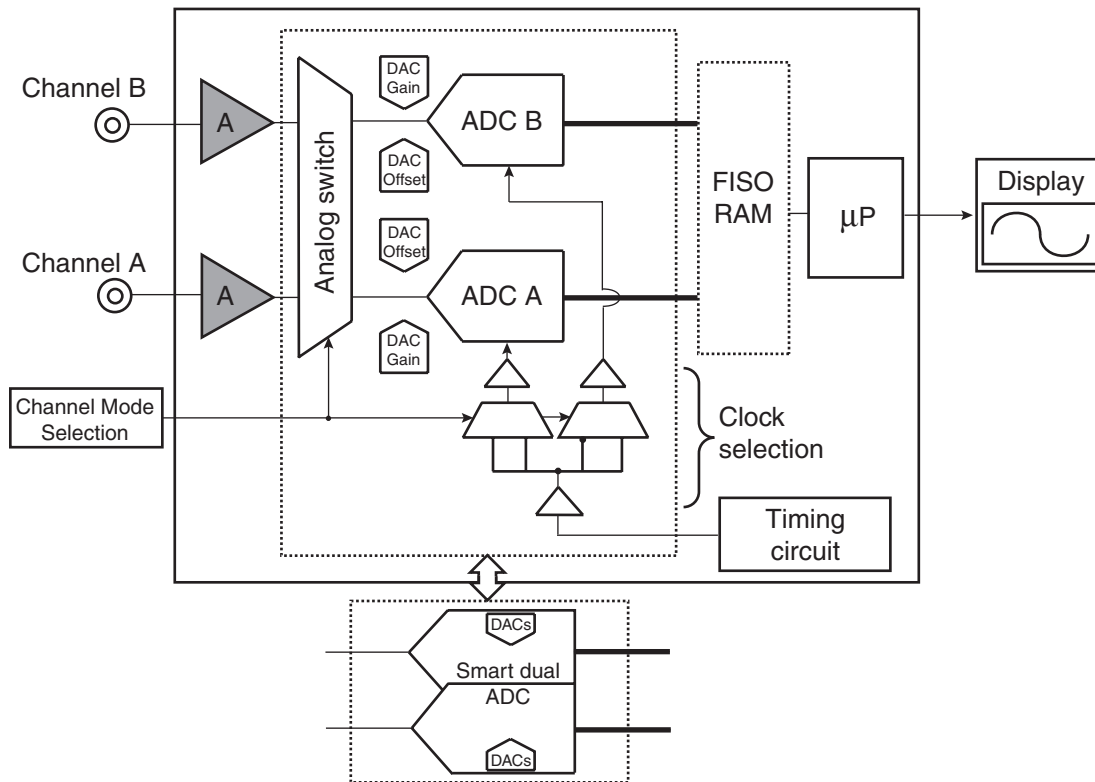 Channel B
A
Analog switch
DAC
Gain
ADC B
DAC
Offset
FISO
RAM
μP
Display
Channel A
A
DAC
Offset
ADC A
DAC
Gain
Channel Mode
Selection
Clock
selection
Timing
circuit
DACs
Smart dual
ADC
DACs